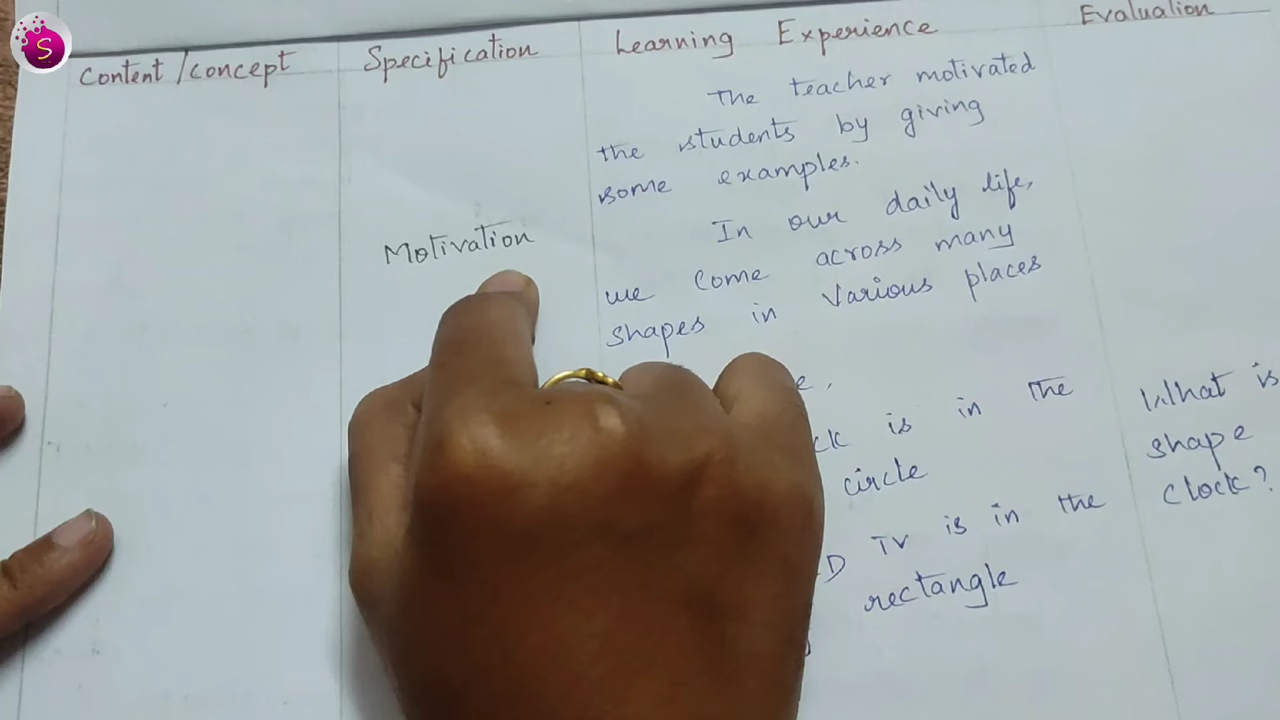 S
Content/concept
Specification
Learning Experience
Evaluation
Motivation
The teacher motivated
the students by giving
some examples.
In our daily life,
we come across many
shapes in various places
is in the
circle
TV is in the
rectangle
What is
shape
clock?